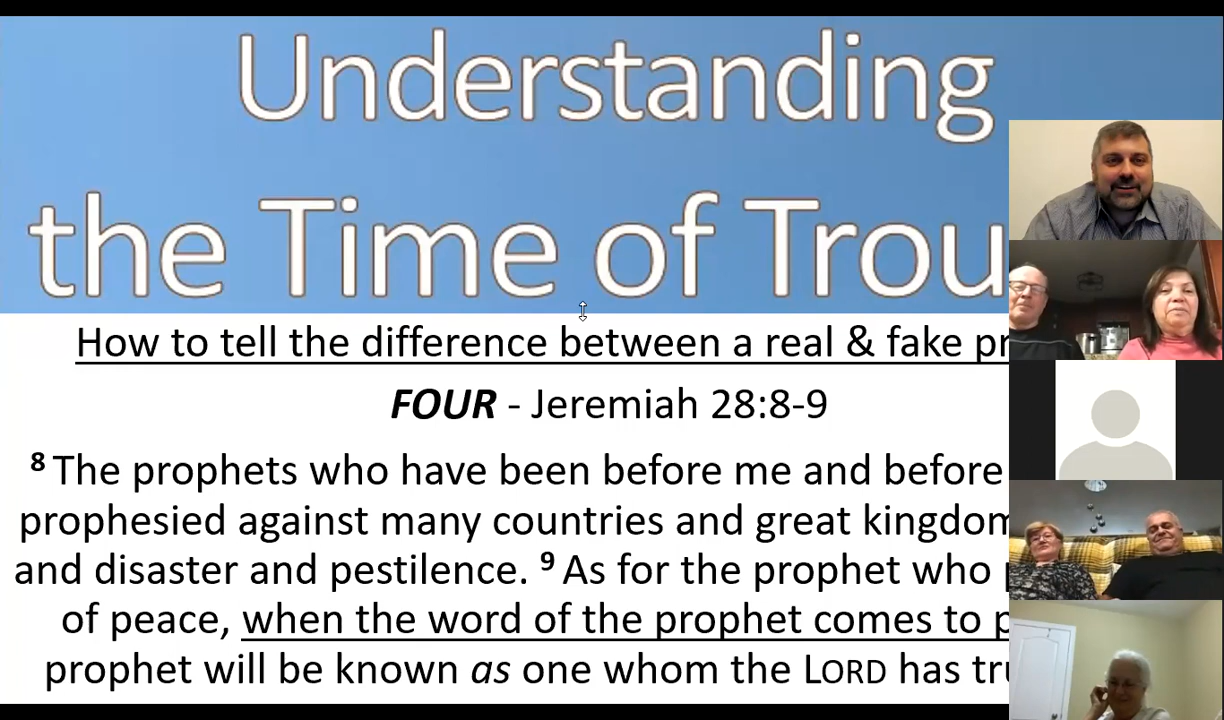 Understanding
the Time of Trou
How to tell the difference between a real & fake pr
FOUR - Jeremiah 28:8-9
8 The prophets who have been before me and before
prophesied against many countries and great kingdom
and disaster and pestilence. 9 As for the prophet who
of peace, when the word of the prophet comes to p
prophet will be known as one whom the LORD has tru